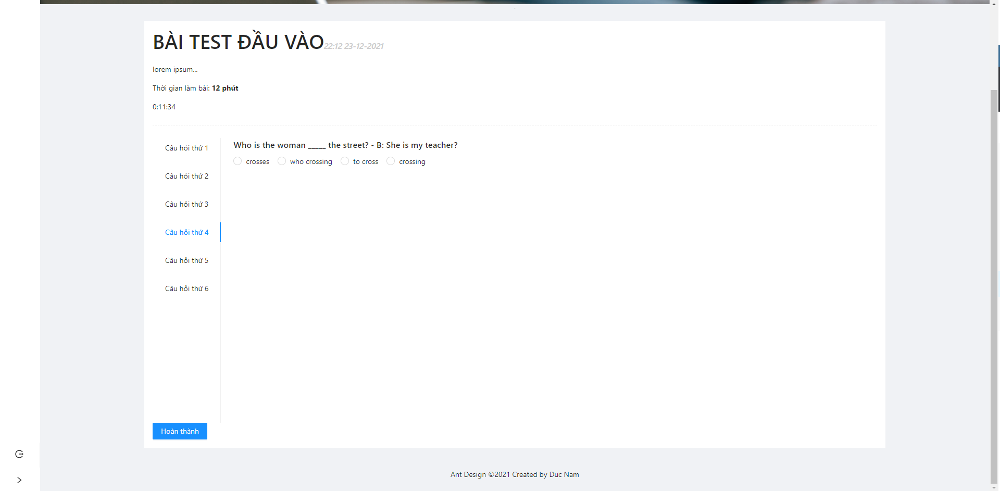 BÀI TEST ĐẦU VÀO 22:12 23-12-2021
lorem ipsum...
Thời gian làm bài: 12 phút
0:11:34
Câu hỏi thứ 1
Câu hỏi thứ 2
Câu hỏi thứ 3
Câu hỏi thứ 4
Câu hỏi thứ 5
Câu hỏi thứ 6
Who is the woman _____ the street? - B: She is my teacher?
crosses who crossing to cross crossing
Hoàn thành
Ant Design ©2021 Created by Duc Nam